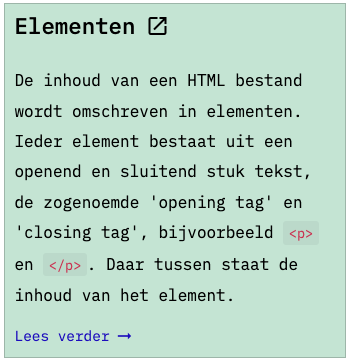 Elementen
De inhoud van een HTML bestand
wordt omschreven in elementen.
Ieder element bestaat uit een
openend en sluitend stuk tekst,
de zogenoemde 'opening tag' en
'closing tag', bijvoorbeeld <p>
en </p>. Daar tussen staat de
inhoud van het element.
Lees verder →